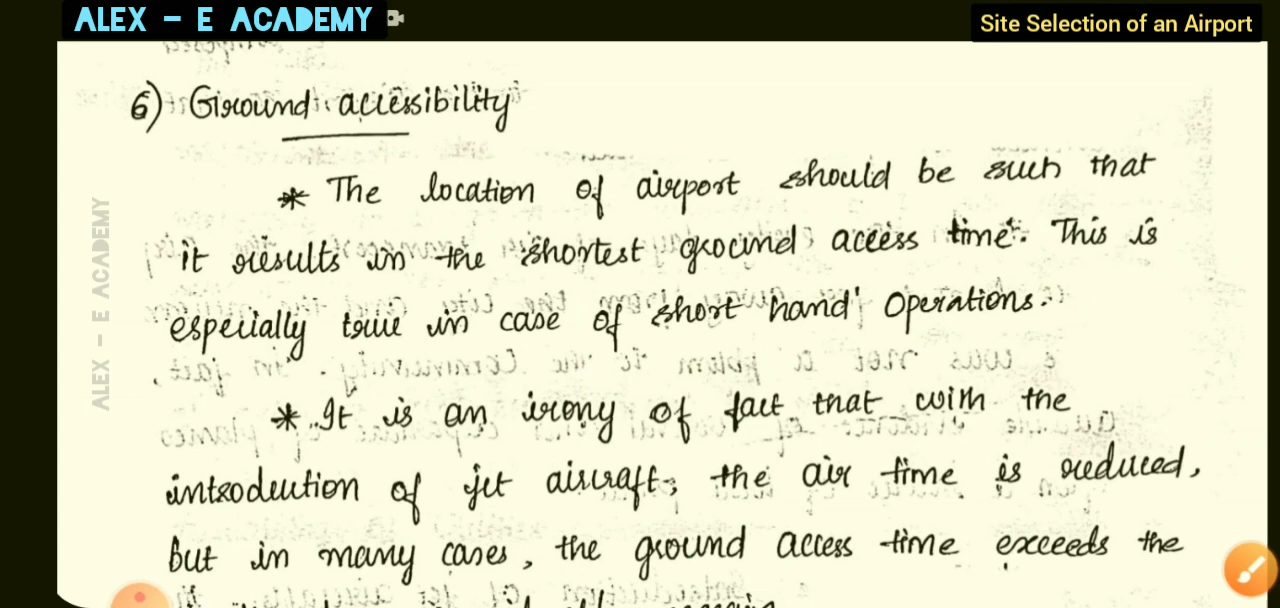 ALEX – E ACADEMY
Site Selection of an Airport
6) Ground accessibility
* The location of airport should be such that
it results in the shortest ground access time. This is
especially true in case of 'short hand' operations.
* It is an irony of fact that with the
introduction of jet aircraft, the air time is reduced,
but in many cases, the ground access time exceeds the
ALEX – E ACADEMY